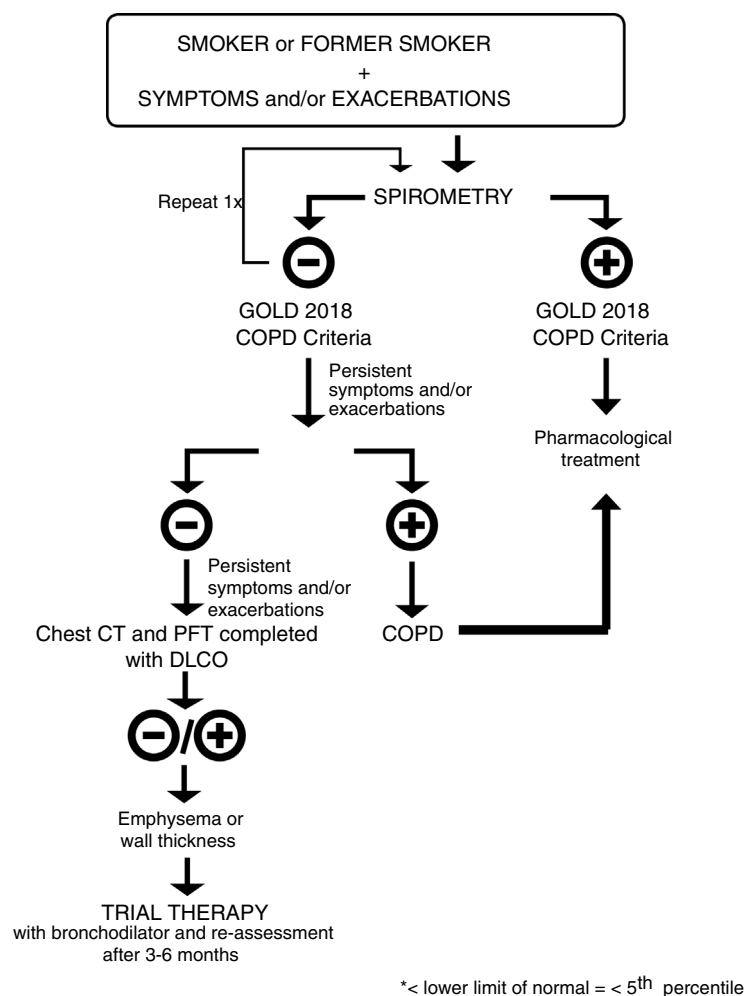 SMOKER or FORMER SMOKER
+
SYMPTOMS and/or EXACERBATIONS
Repeat 1x
SPIROMETRY
GOLD 2018
COPD Criteria
GOLD 2018
COPD Criteria
Persistent
symptoms and/or
exacerbations
Pharmacological
treatment
Persistent
symptoms and/or
exacerbations
Chest CT and PFT completed
with DLCO
COPD
/
Emphysema or
wall thickness
TRIAL THERAPY
with bronchodilator and re-assessment
after 3-6 months
*< lower limit of normal = < 5th percentile